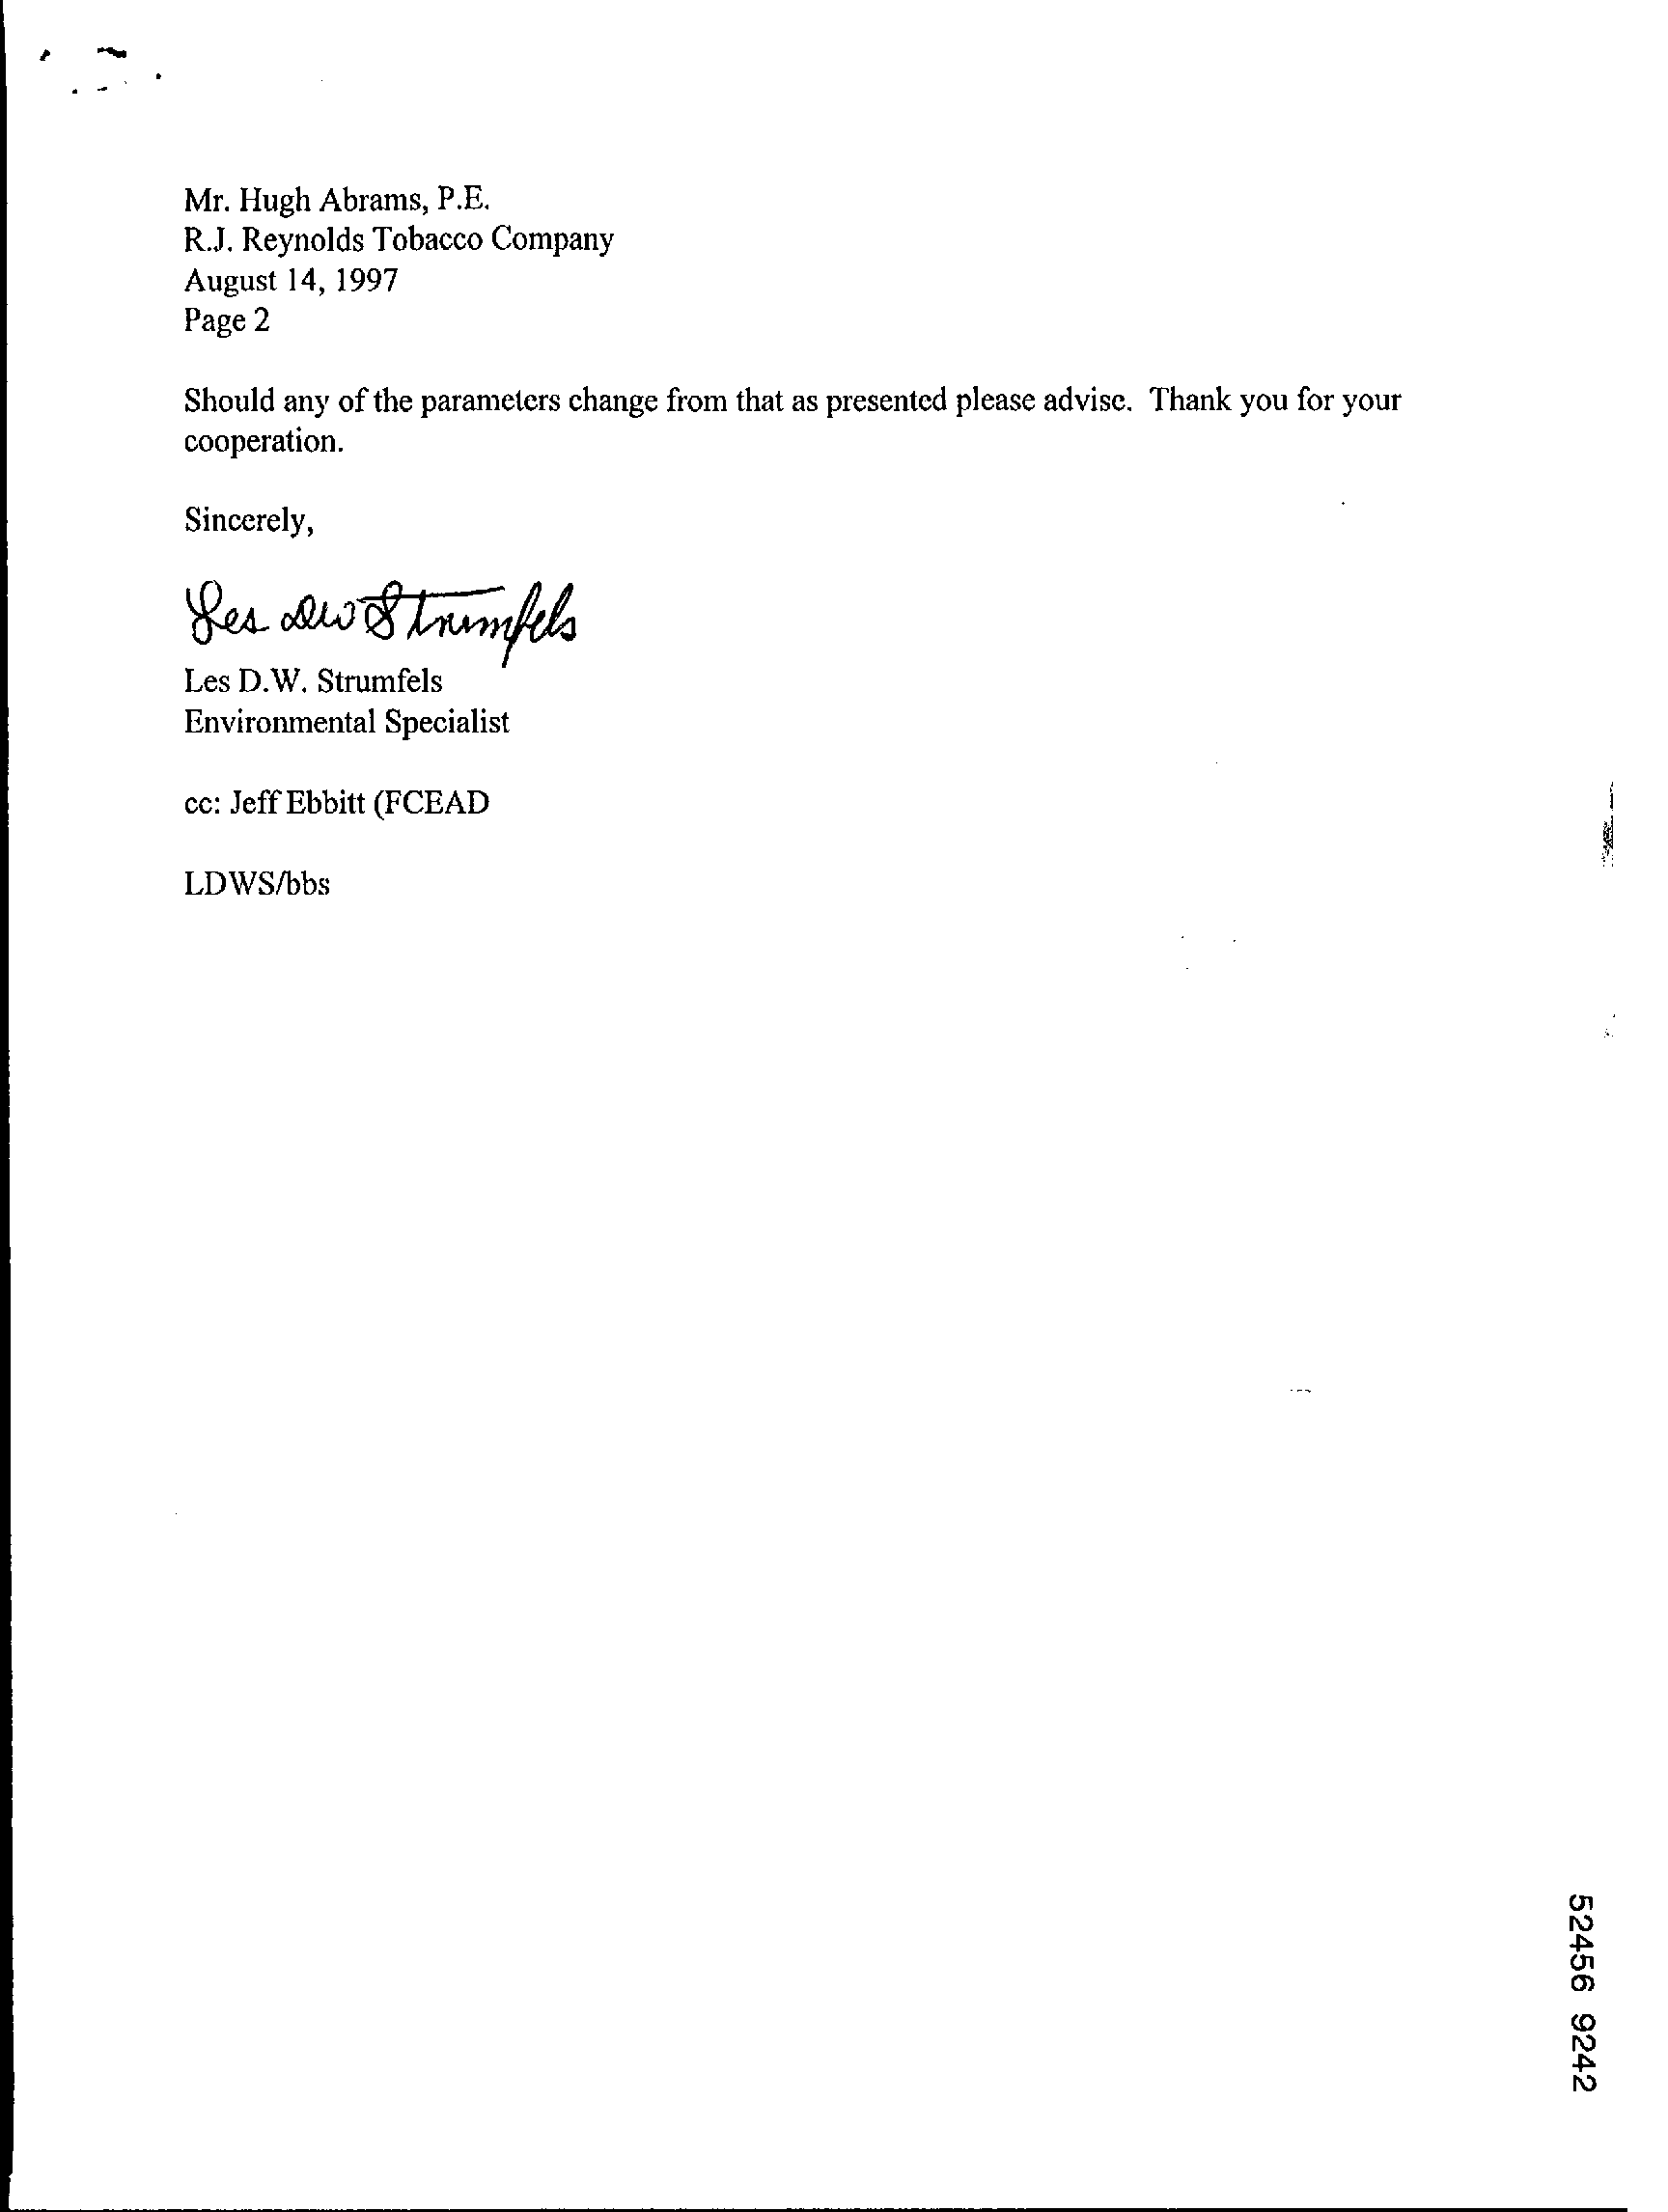 Mr. Hugh Abrams, P.E.
R.J. Reynolds Tobacco Company
August 14, 1997
Page 2
Should any of the parameters change from that as presented please advise. Thank you for your
cooperation.
Sincerely,
Les DW Strumfels
Les D.W. Strumfels
Environmental Specialist
cc: Jeff Ebbitt (FCEAD
LDWS/bbs
52456 9242